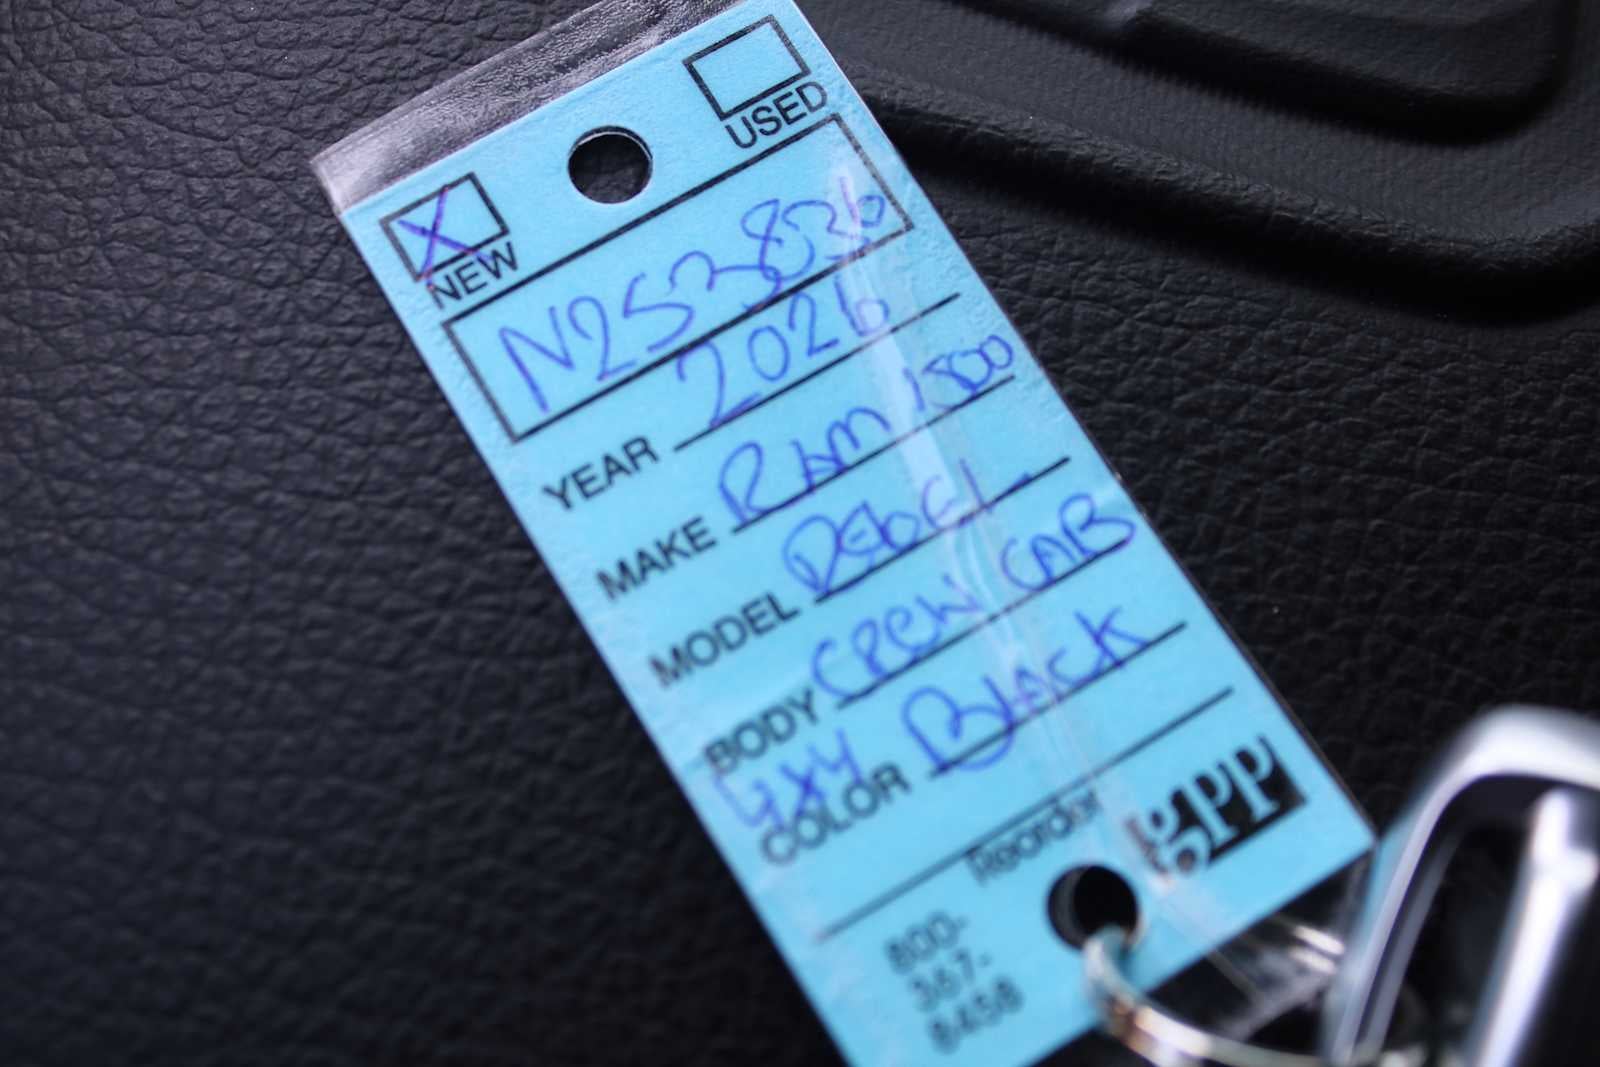 USED
X NEW
N253836
YEAR 2026
MAKE RAM 1500
MODEL REbEl
BODY CREW CAB
4x4
COLOR BlACK
Reorder gpp
800-
367-
8458